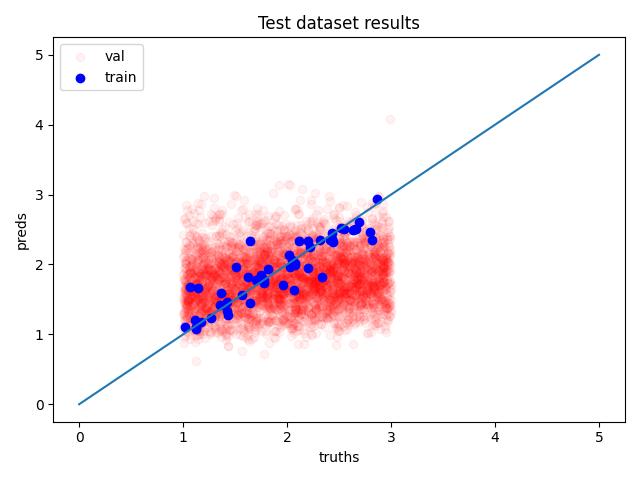 Test dataset results
val
train
preds
5
4
3
2
1
0
0 1 2 3 4 5
truths